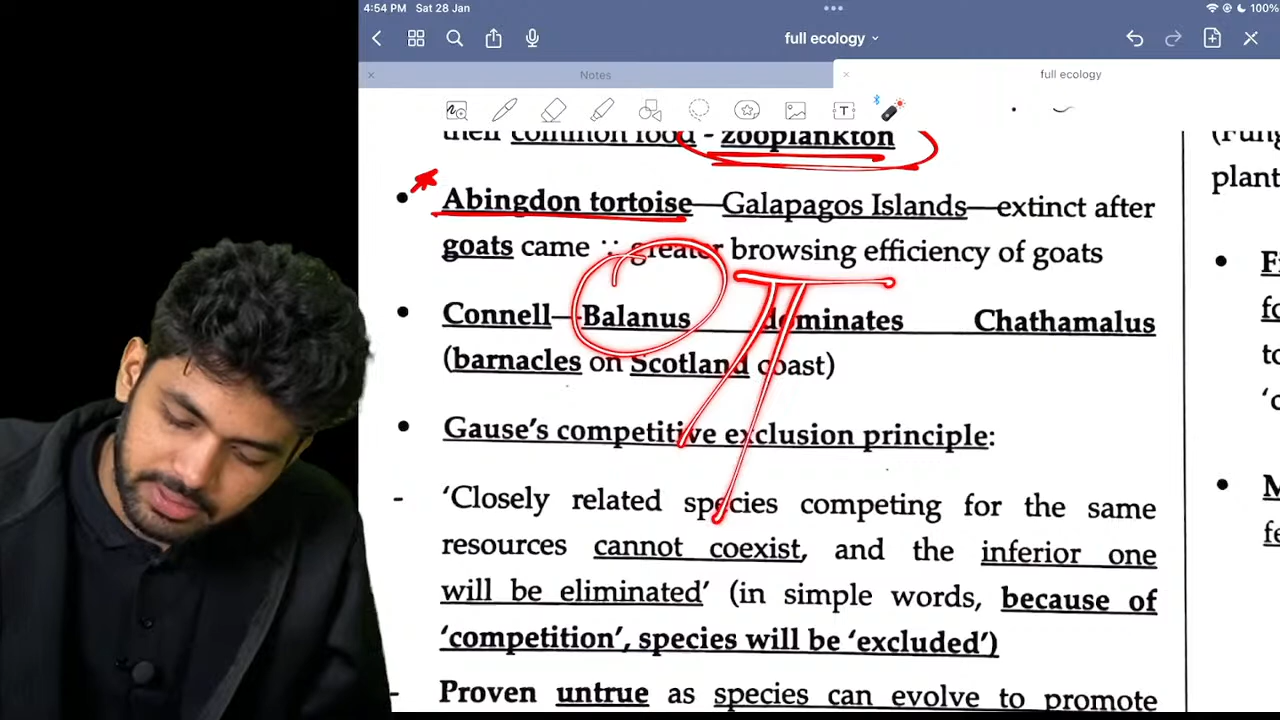 4:54 PM Sat 28 Jan
100%
full ecology
Notes
full ecology
their common food - zooplankton
Abingdon tortoise—Galapagos Islands—extinct after
goats came ∵ greater browsing efficiency of goats
Connell—Balanus dominates Chathamalus
(barnacles on Scotland coast)
Gause's competitive exclusion principle:
- 'Closely related species competing for the same
resources cannot coexist, and the inferior one
will be eliminated' (in simple words, because of
'competition', species will be 'excluded')
- Proven untrue as species can evolve to promote
plant